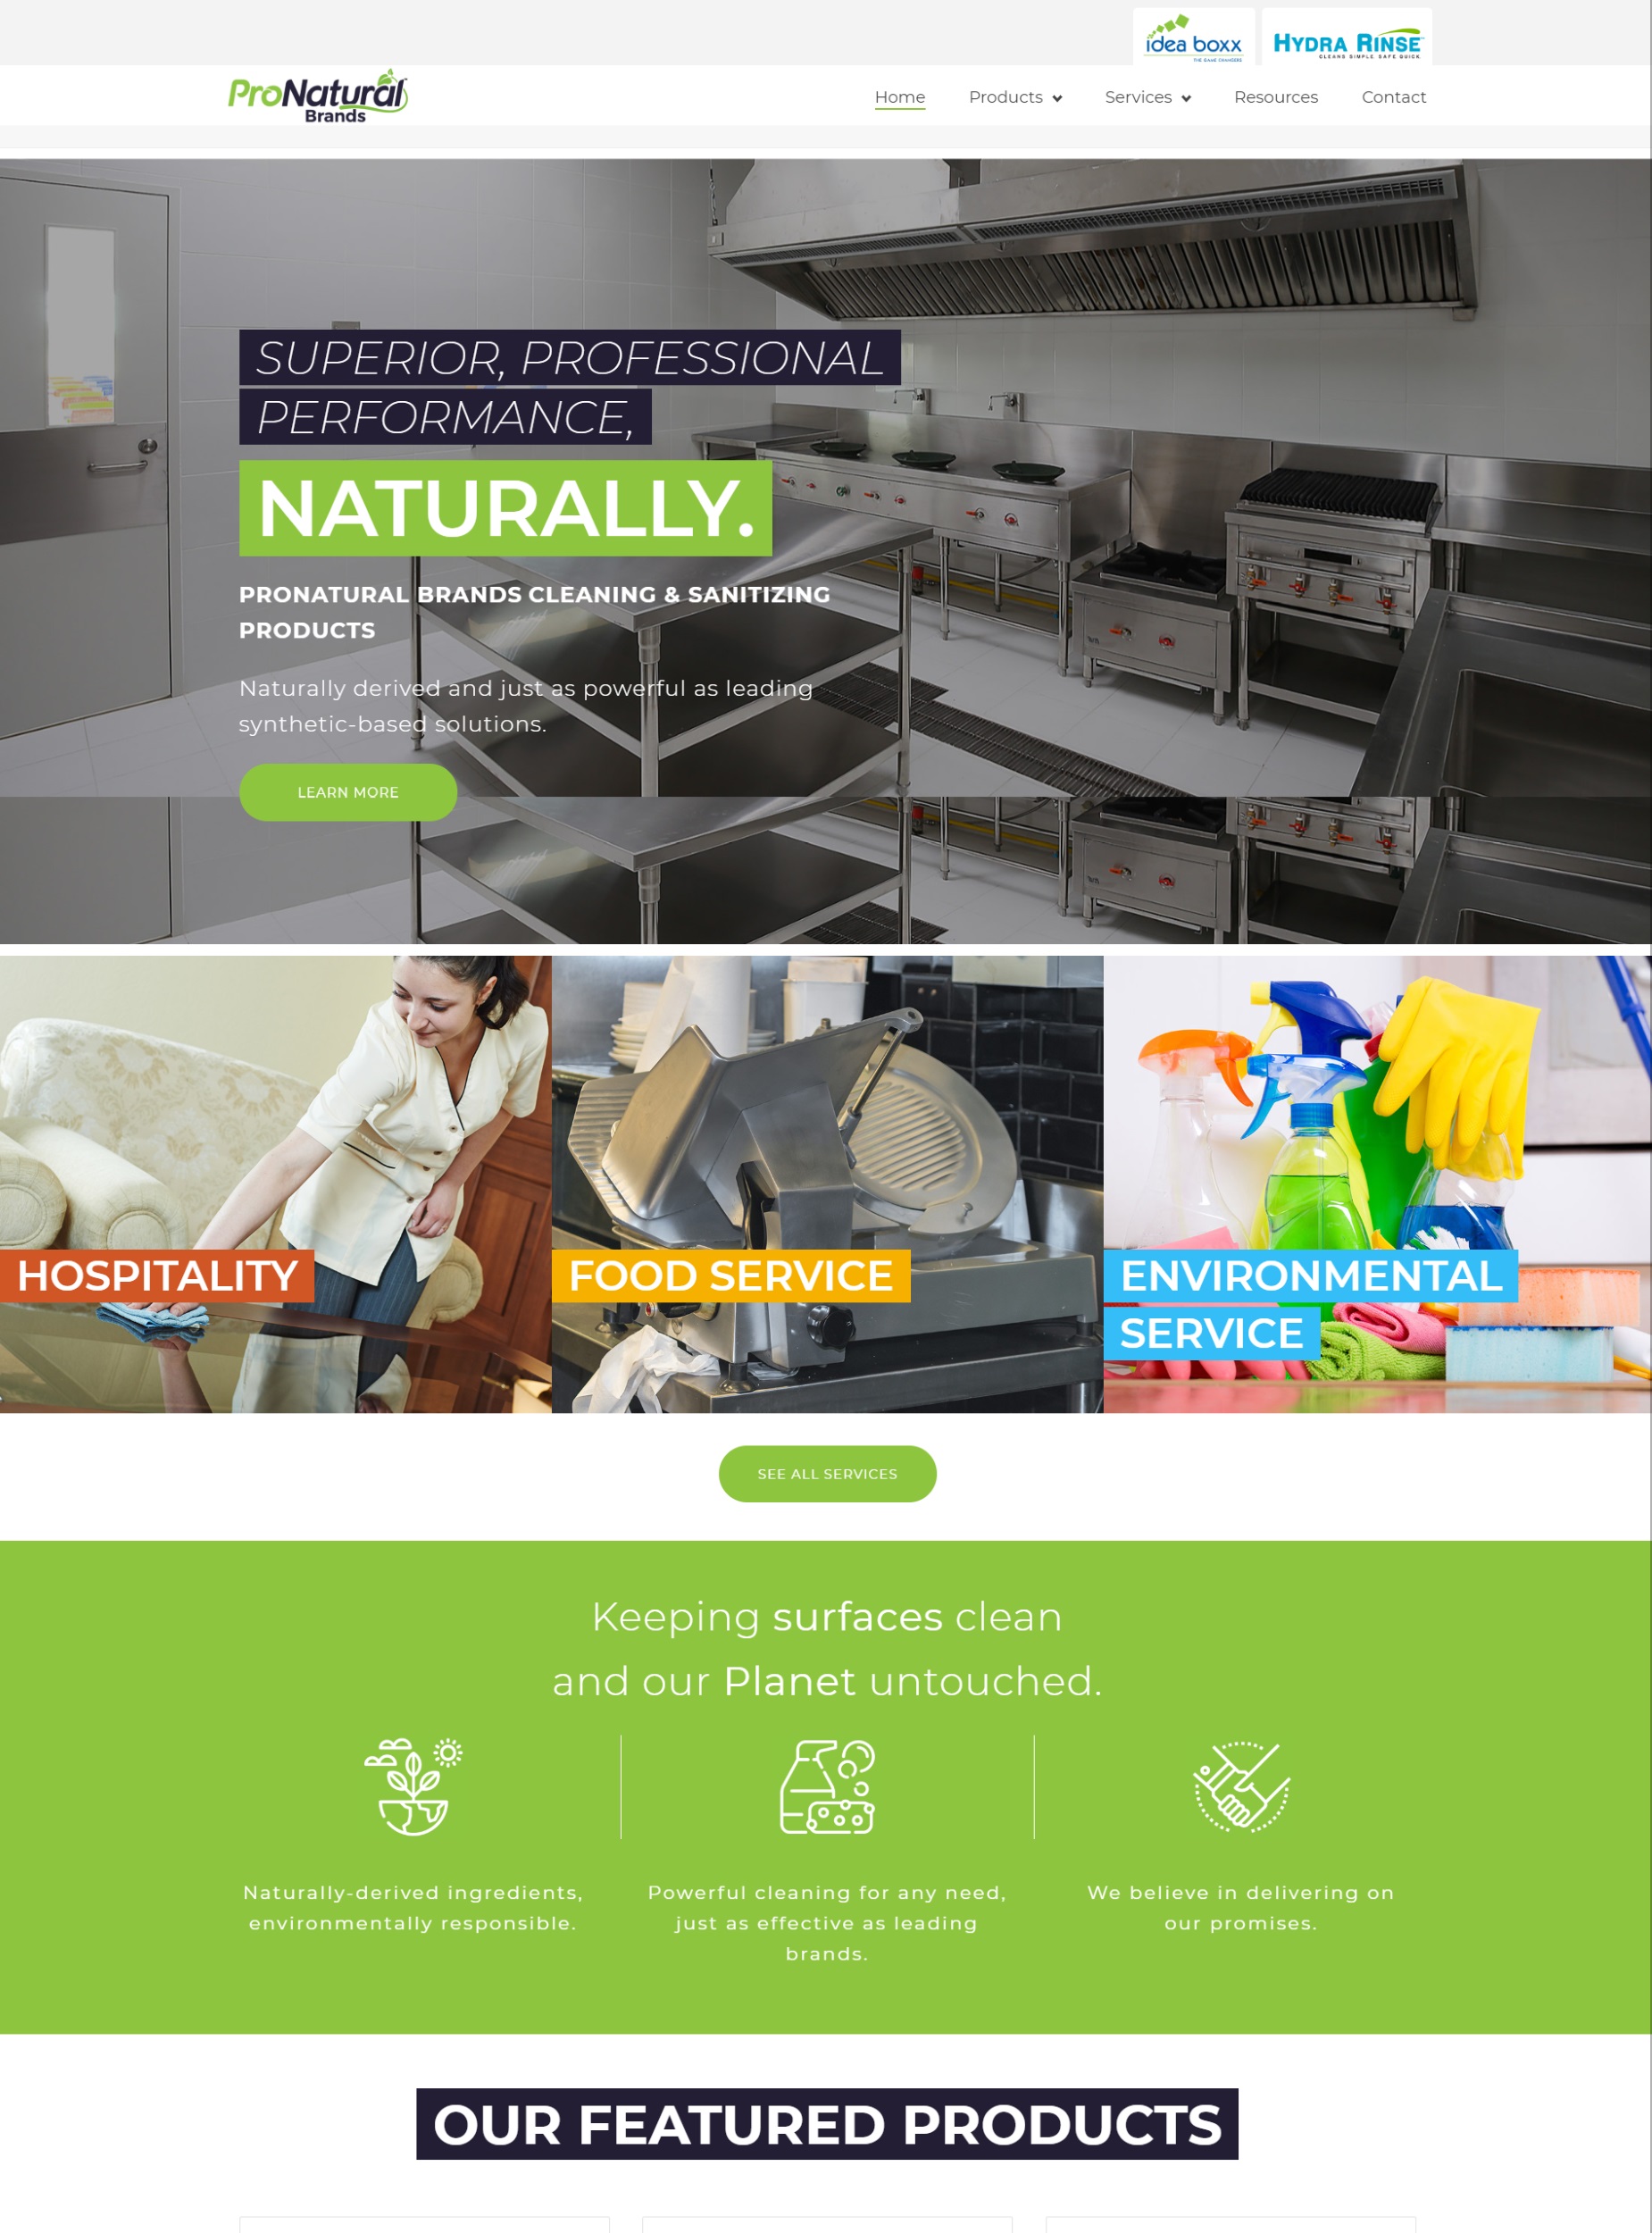 idea boxx
THE GAME CHANGERS
HYDRA RINSE
CLEANS SIMPLE. SAFE. QUICK.
ProNatural
Brands
Home
Products
Services
Resources
Contact
SUPERIOR, PROFESSIONAL
PERFORMANCE,
NATURALLY.
PRONATURAL BRANDS CLEANING & SANITIZING
PRODUCTS
Naturally derived and just as powerful as leading
synthetic-based solutions.
LEARN MORE
HOSPITALITY
FOOD SERVICE
ENVIRONMENTAL
SERVICE
SEE ALL SERVICES
Keeping surfaces clean
and our Planet untouched.
Naturally-derived ingredients,
environmentally responsible.
Powerful cleaning for any need,
just as effective as leading
brands.
We believe in delivering on
our promises.
OUR FEATURED PRODUCTS